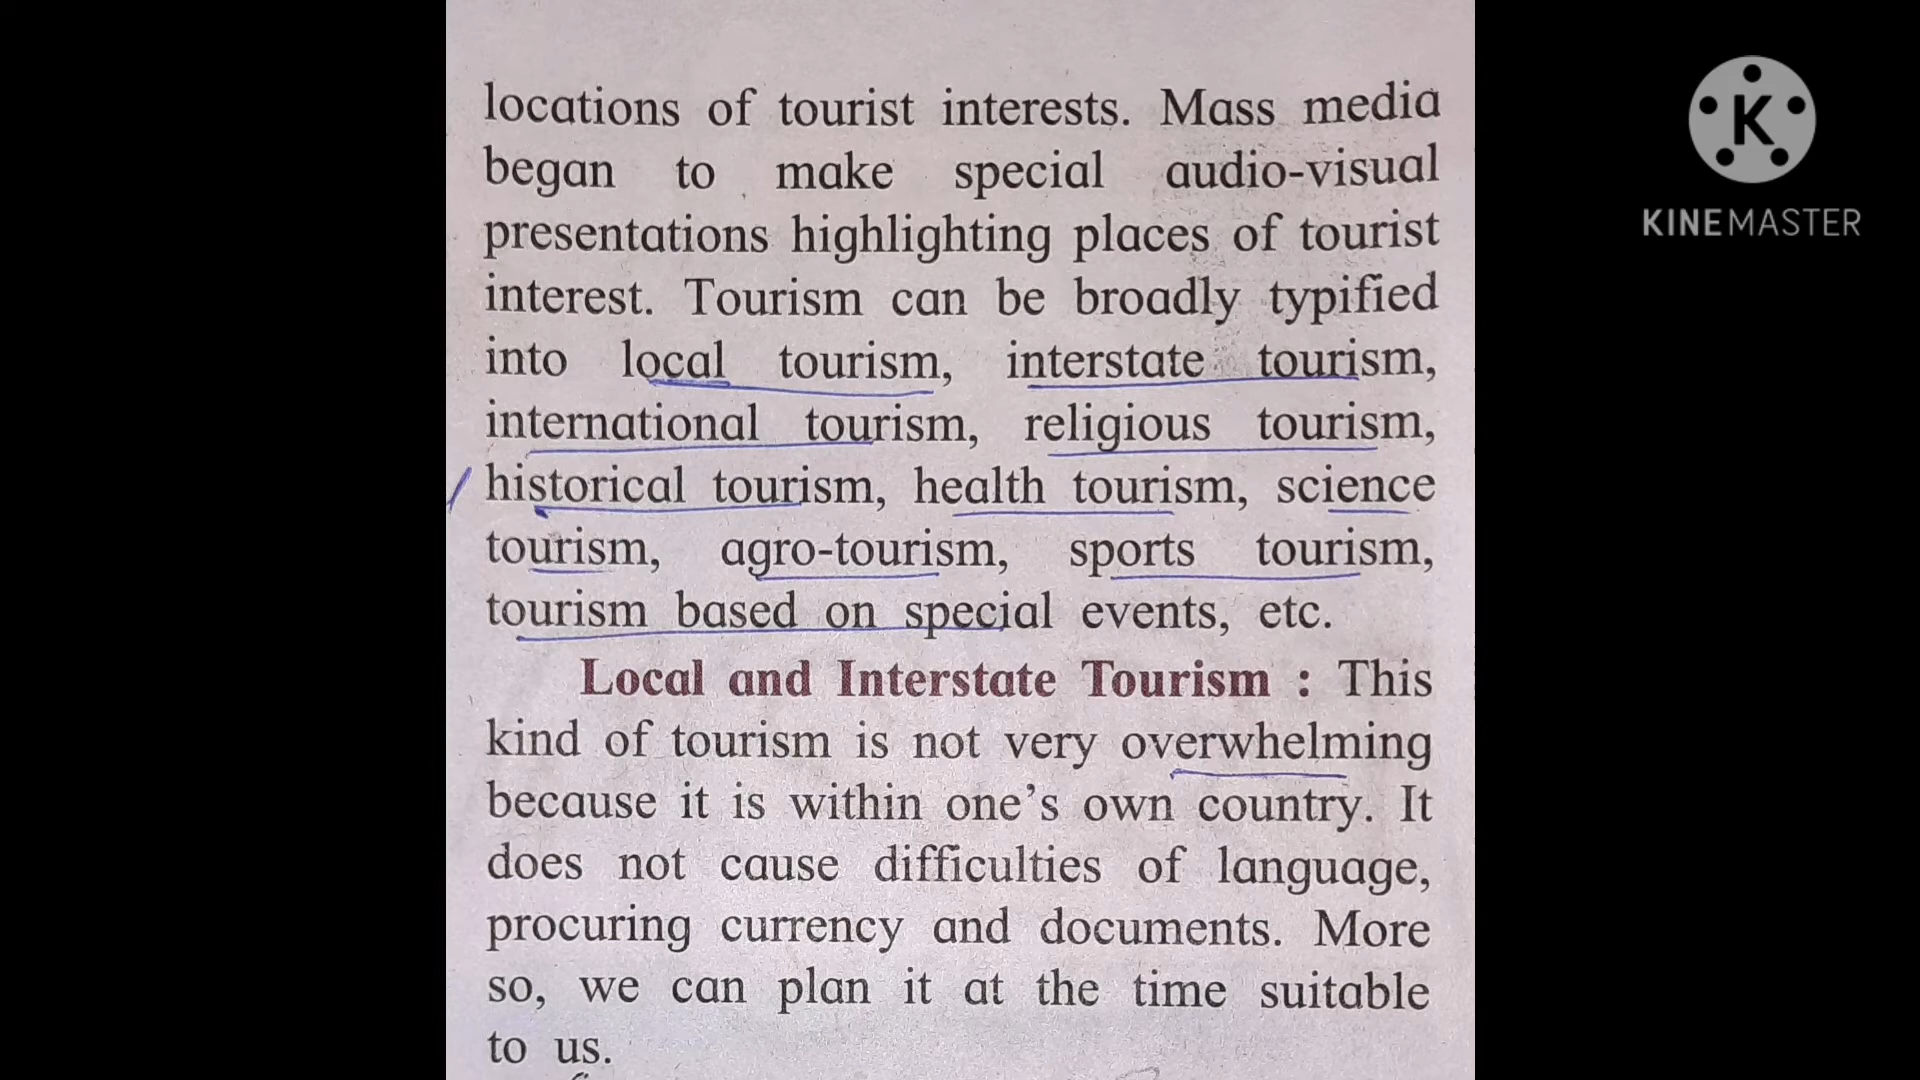 locations of tourist interests. Mass media
began to make special audio-visual
presentations highlighting places of tourist
interest. Tourism can be broadly typified
into local tourism, interstate tourism,
international tourism, religious tourism,
historical tourism, health tourism, science
tourism, agro-tourism, sports tourism,
tourism based on special events, etc.
Local and Interstate Tourism : This
kind of tourism is not very overwhelming
because it is within one's own country. It
does not cause difficulties of language,
procuring currency and documents. More
so, we can plan it at the time suitable
to us.
K
KINEMASTER